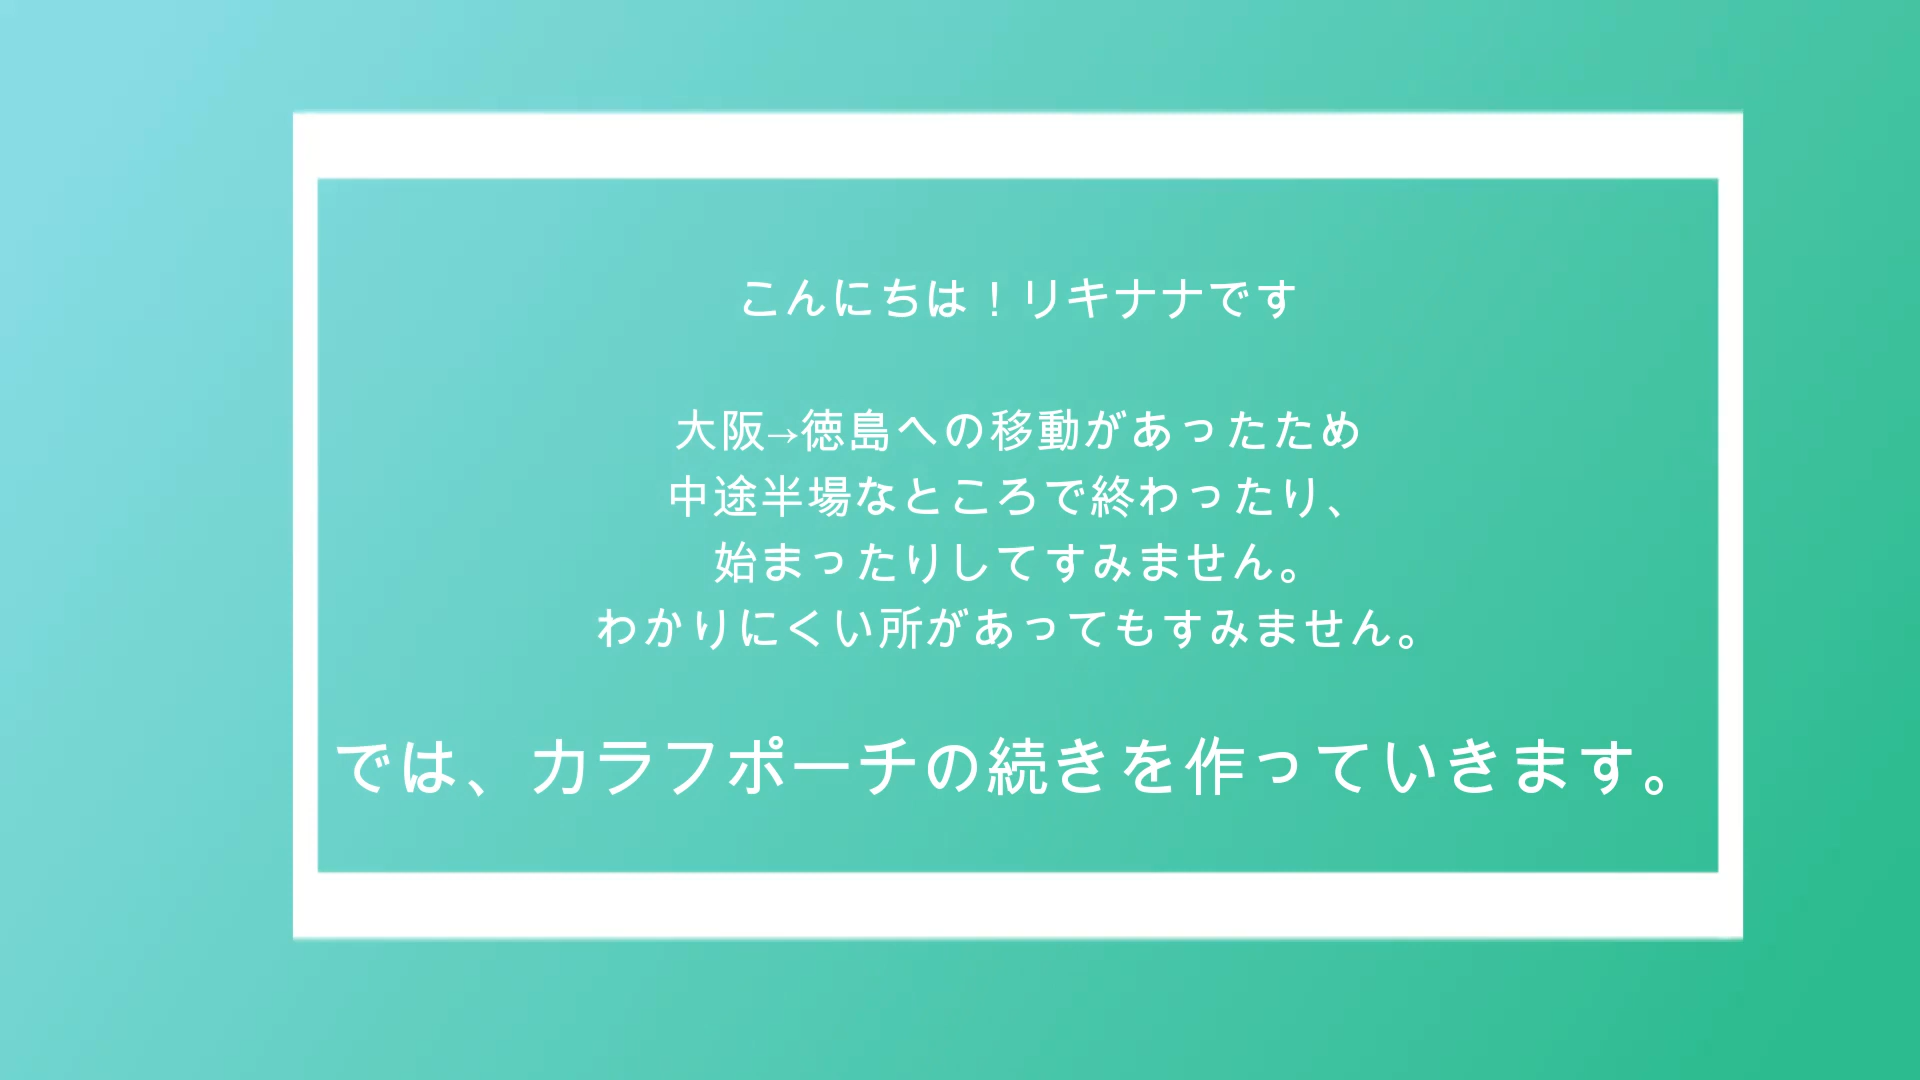 こんにちは！リキナナです
大阪→徳島への移動があったため
中途半場なところで終わったり、
始まったりしてすみません。
わかりにくい所があってもすみません。
では、カラフポーチの続きを作っていきます。